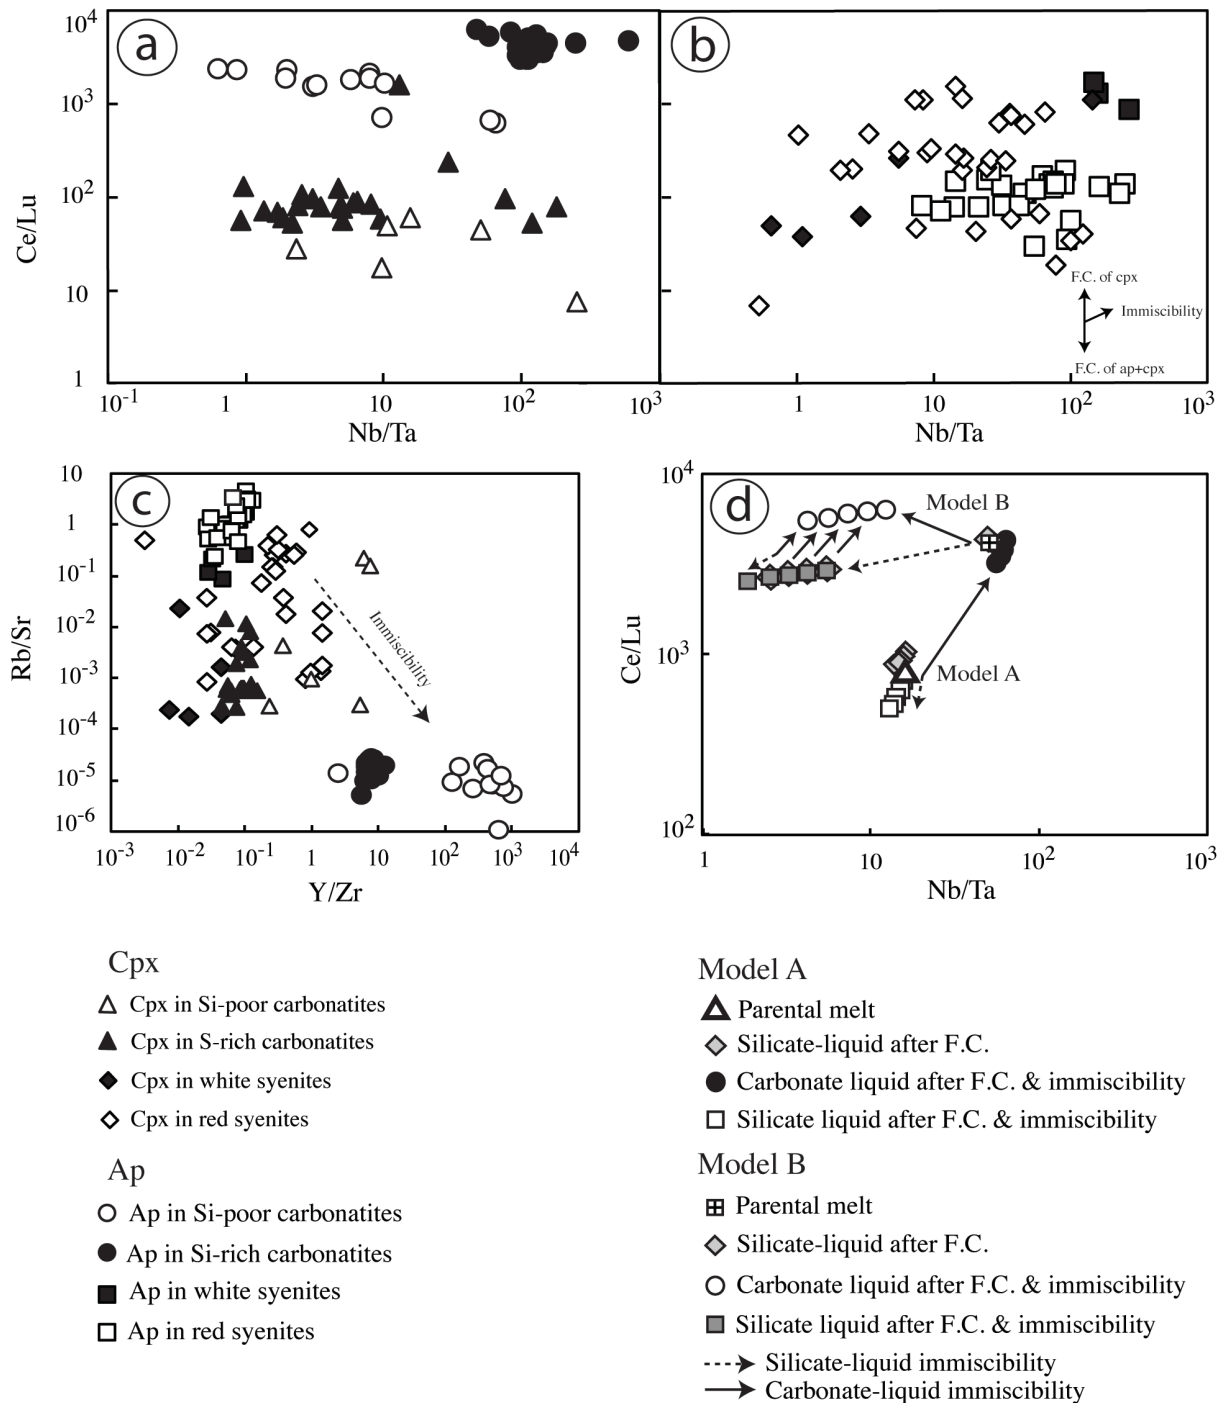 a
10^4
10^3
10^2
10
1
Ce/Lu
10^-1
1
10
10^2
10^3
Nb/Ta
b
F.C. of cpx
Immiscibility
F.C. of ap+cpx
1
10
10^2
10^3
Nb/Ta
c
10
1
10^-1
10^-2
10^-3
10^-4
10^-5
10^-6
Rb/Sr
Immiscibility
10^-3
10^-2
10^-1
1
10
10^2
10^3
10^4
Y/Zr
d
10^4
10^3
10^2
Ce/Lu
Model B
Model A
1
10
10^2
10^3
Nb/Ta
Cpx
Cpx in Si-poor carbonatites
Cpx in S-rich carbonatites
Cpx in white syenites
Cpx in red syenites
Ap
Ap in Si-poor carbonatites
Ap in Si-rich carbonatites
Ap in white syenites
Ap in red syenites
Model A
Parental melt
Silicate-liquid after F.C.
Carbonate liquid after F.C. & immiscibility
Silicate liquid after F.C. & immiscibility
Model B
Parental melt
Silicate-liquid after F.C.
Carbonate liquid after F.C. & immiscibility
Silicate liquid after F.C. & immiscibility
Silicate-liquid immiscibility
Carbonate-liquid immiscibility